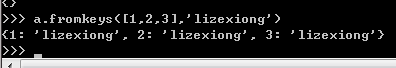 {}
>>> a.fromkeys([1,2,3],'lizexiong')
{1: 'lizexiong', 2: 'lizexiong', 3: 'lizexiong'}
>>>